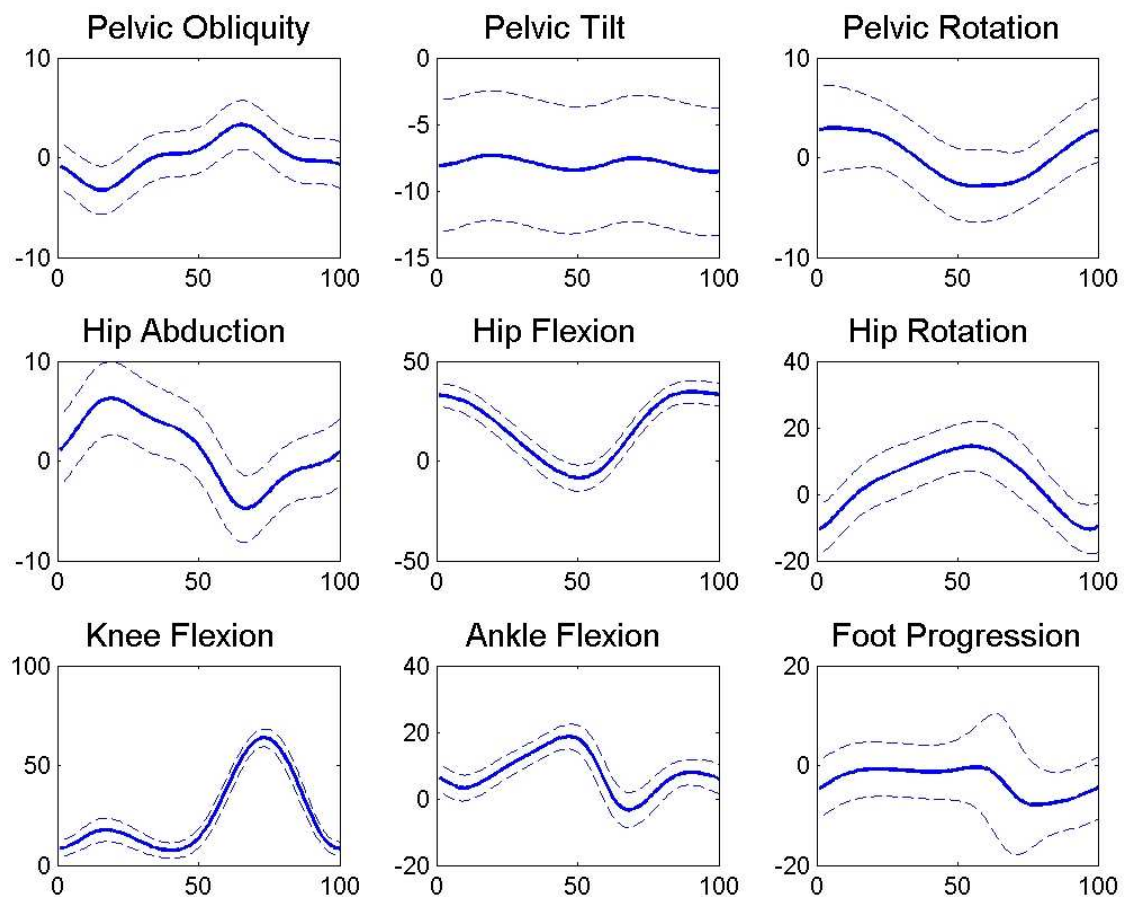 Pelvic Obliquity Pelvic Tilt Pelvic Rotation
10 0 10
-5
0 0
-10
-10 -15 -10
0 50 100 0 50 100 0 50 100
Hip Abduction Hip Flexion Hip Rotation
10 50 40
20
0 0
0
-10 -50 -20
0 50 100 0 50 100 0 50 100
Knee Flexion Ankle Flexion Foot Progression
100 40 20
20
50 0
0
0 -20 -20
0 50 100 0 50 100 0 50 100